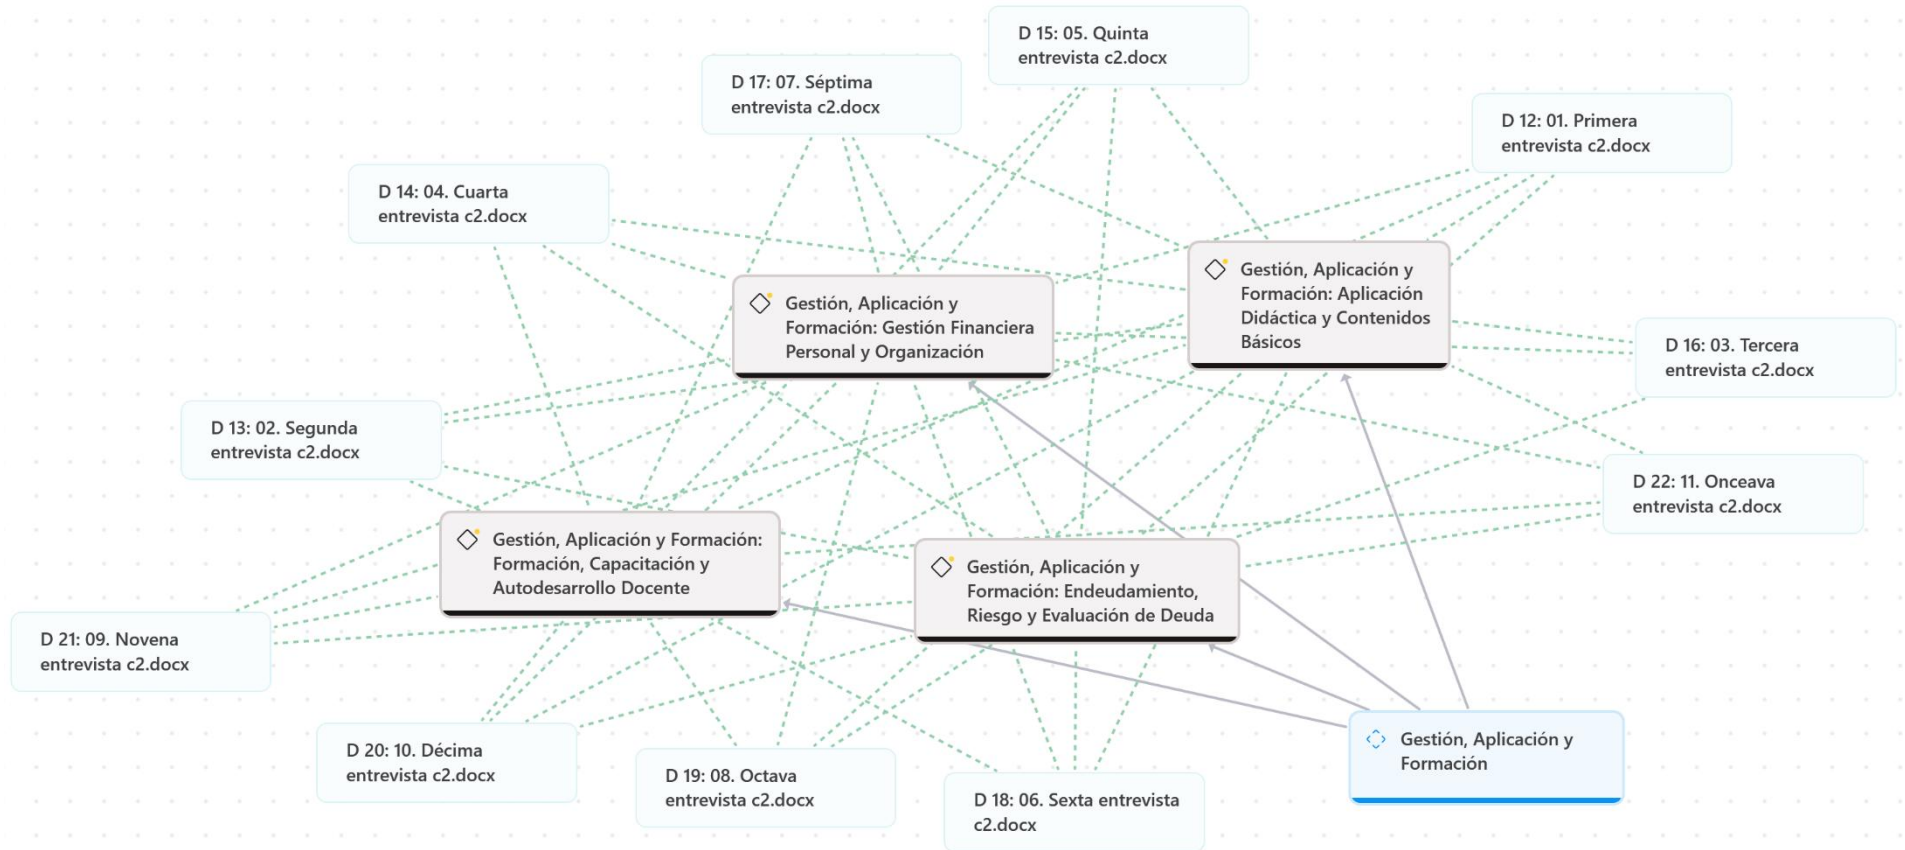 D 15: 05. Quinta
entrevista c2.docx
D 17: 07. Séptima
entrevista c2.docx
D 12: 01. Primera
entrevista c2.docx
D 14: 04. Cuarta
entrevista c2.docx
Gestión, Aplicación y
Formación: Aplicación
Didáctica y Contenidos
Básicos
Gestión, Aplicación y
Formación: Gestión Financiera
Personal y Organización
D 16: 03. Tercera
entrevista c2.docx
D 13: 02. Segunda
entrevista c2.docx
D 22: 11. Onceava
entrevista c2.docx
Gestión, Aplicación y Formación:
Formación, Capacitación y
Autodesarrollo Docente
Gestión, Aplicación y
Formación: Endeudamiento,
Riesgo y Evaluación de Deuda
D 21: 09. Novena
entrevista c2.docx
Gestión, Aplicación y
Formación
D 20: 10. Décima
entrevista c2.docx
D 19: 08. Octava
entrevista c2.docx
D 18: 06. Sexta entrevista
c2.docx